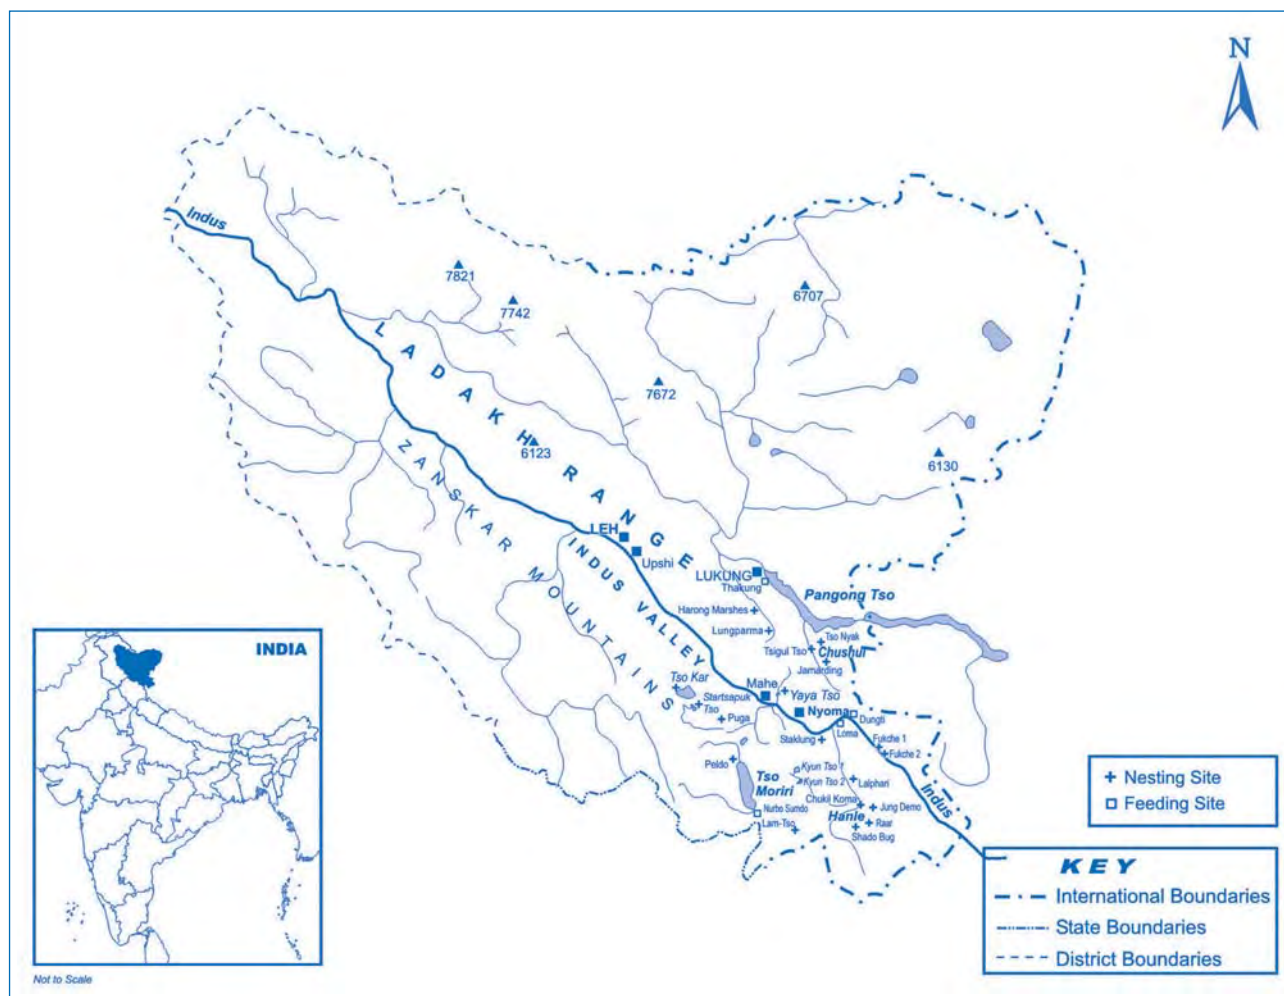 N
Indus
7821
7742
6707
7672
6123
6130
LADAKH RANGE
ZANSKAR MOUNTAINS
INDUS VALLEY
LEH
Upshi
LUKUNG
Thakung
Pangong Tso
Harong Marshes
Lungparma
Tso Nyak
Tsigul Tso
Chushul
Jamarding
Tso Kar
Mahe
Yaya Tso
Startsapuk
Tso
Puga
Nyoma
Dungti
Loma
Staklung
Fukche 1
Fukche 2
Peldo
Tso
Moriri
Kyun Tso 1
Kyun Tso 2
Lalphari
Chukil Koma
Jung Demo
Nurbo Sumdo
Hanle
Raar
Lam-Tso
Shado Bug
Indus
INDIA
Not to Scale
Nesting Site
Feeding Site
KEY
International Boundaries
State Boundaries
District Boundaries